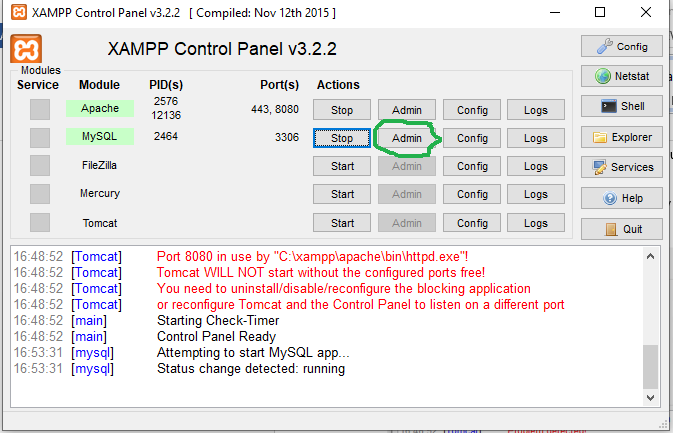 XAMPP Control Panel v3.2.2 [ Compiled: Nov 12th 2015 ]
XAMPP Control Panel v3.2.2
Config
Modules
Service Module PID(s) Port(s) Actions
Netstat
Apache 2576 12136 443, 8080 Stop Admin Config Logs
Shell
MySQL 2464 3306 Stop Admin Config Logs
Explorer
FileZilla Start Admin Config Logs
Services
Mercury Start Admin Config Logs
Help
Tomcat Start Admin Config Logs
Quit
16:48:52 [Tomcat] Port 8080 in use by "C:\xampp\apache\bin\httpd.exe"!
16:48:52 [Tomcat] Tomcat WILL NOT start without the configured ports free!
16:48:52 [Tomcat] You need to uninstall/disable/reconfigure the blocking application
16:48:52 [Tomcat] or reconfigure Tomcat and the Control Panel to listen on a different port
16:48:52 [main] Starting Check-Timer
16:48:52 [main] Control Panel Ready
16:53:31 [mysql] Attempting to start MySQL app...
16:53:31 [mysql] Status change detected: running